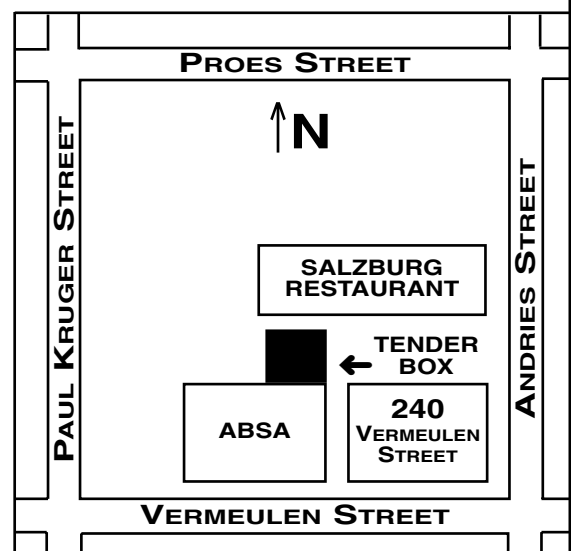 PROES STREET
N
PAUL KRUGER STREET
ANDRIES STREET
SALZBURG
RESTAURANT
TENDER
BOX
ABSA
240
VERMEULEN
STREET
VERMEULEN STREET